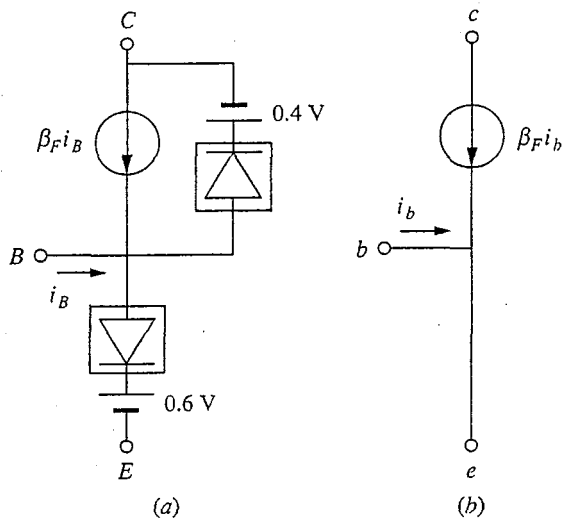 C
c
0.4 V
β_F i_B
β_F i_b
i_b
B
b
i_B
0.6 V
E
e
(a)
(b)